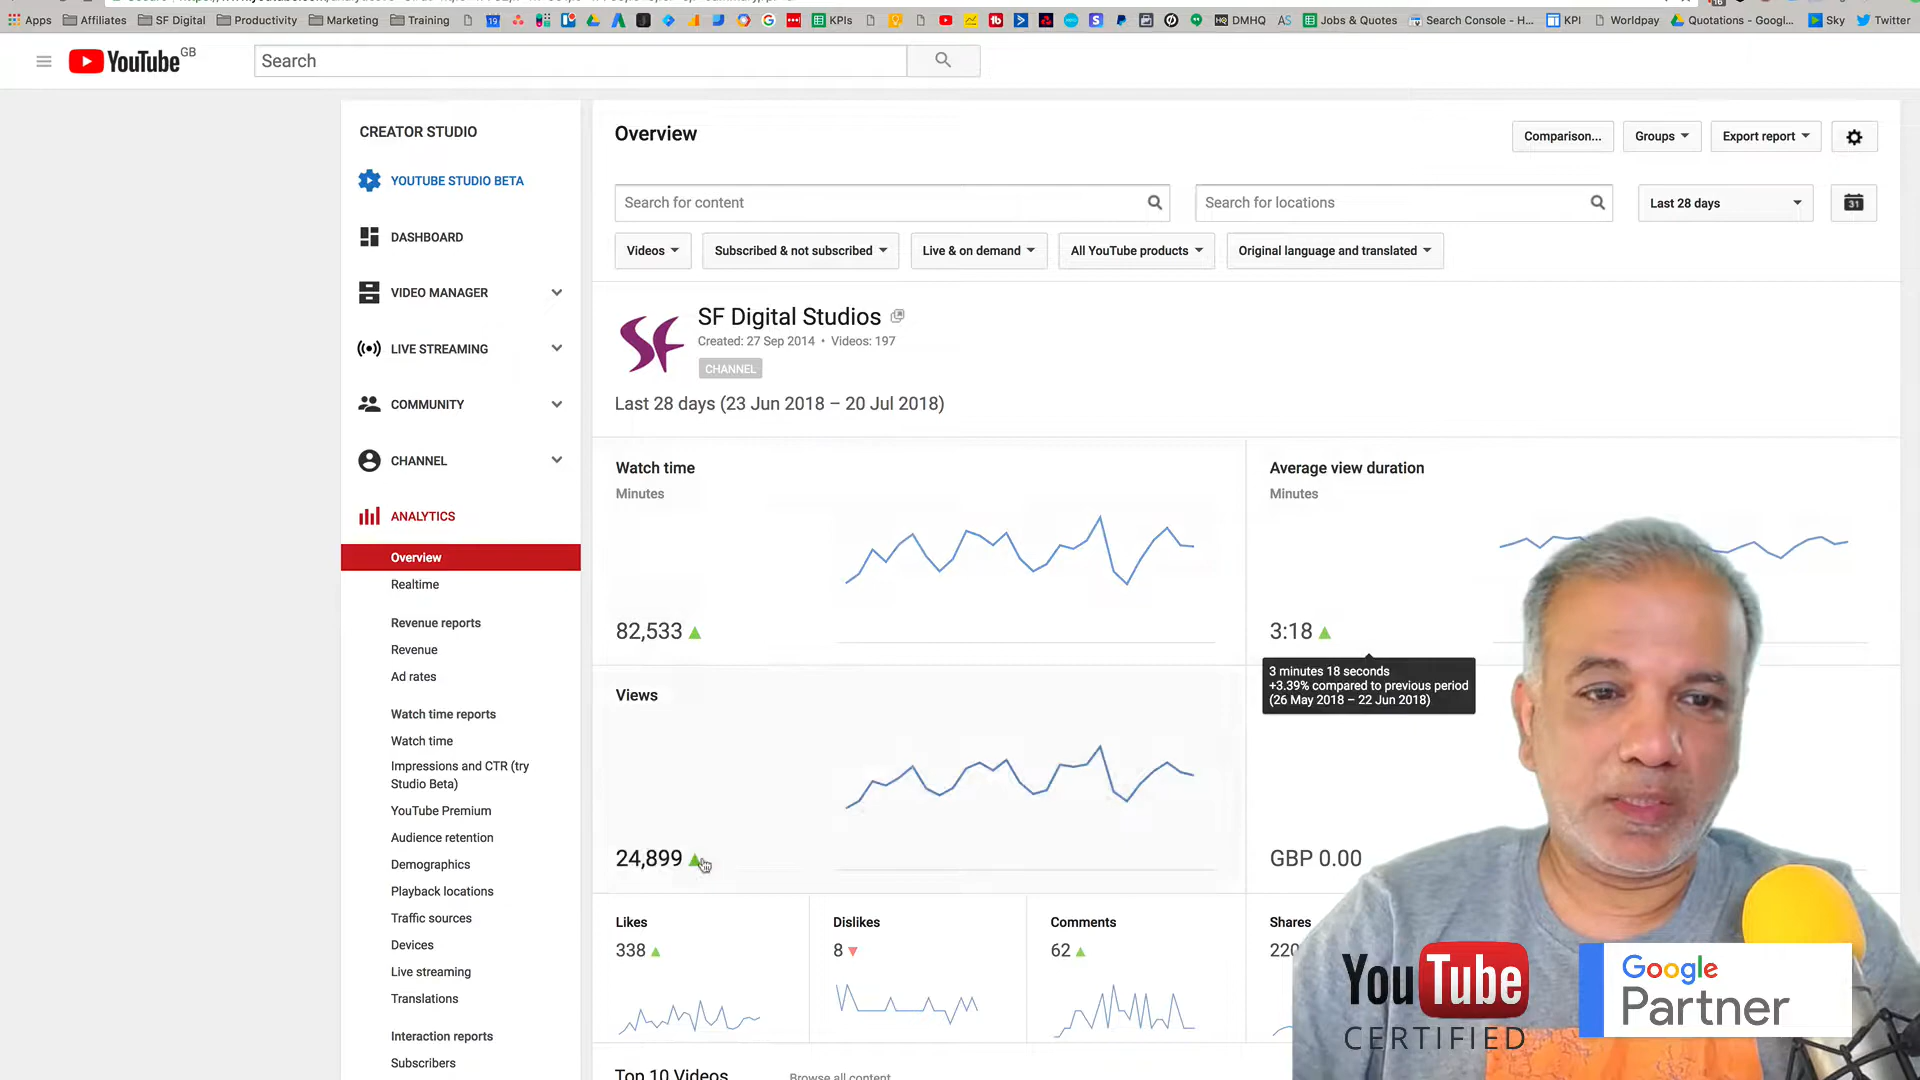 Apps Affiliates SF Digital Productivity Marketing Training KPIs DMHQ Jobs & Quotes Search Console - H... KPI Worldpay Quotations - Googl... Sky Twitter
YouTube GB
Search
CREATOR STUDIO
YOUTUBE STUDIO BETA
DASHBOARD
VIDEO MANAGER
LIVE STREAMING
COMMUNITY
CHANNEL
ANALYTICS
Overview
Realtime
Revenue reports
Revenue
Ad rates
Watch time reports
Watch time
Impressions and CTR (try
Studio Beta)
YouTube Premium
Audience retention
Demographics
Playback locations
Traffic sources
Devices
Live streaming
Translations
Interaction reports
Subscribers
Overview
Comparison... Groups Export report
Search for content Search for locations Last 28 days 31
Videos Subscribed & not subscribed Live & on demand All YouTube products Original language and translated
SF SF Digital Studios
Created: 27 Sep 2014 • Videos: 197
CHANNEL
Last 28 days (23 Jun 2018 – 20 Jul 2018)
Watch time
Minutes
82,533
Average view duration
Minutes
3:18
3 minutes 18 seconds
+3.39% compared to previous period
(26 May 2018 – 22 Jun 2018)
Views
24,899
GBP 0.00
Likes
338
Dislikes
8
Comments
62
Shares
220
Top 10 Videos Browse all content
YouTube
CERTIFIED
Google
Partner